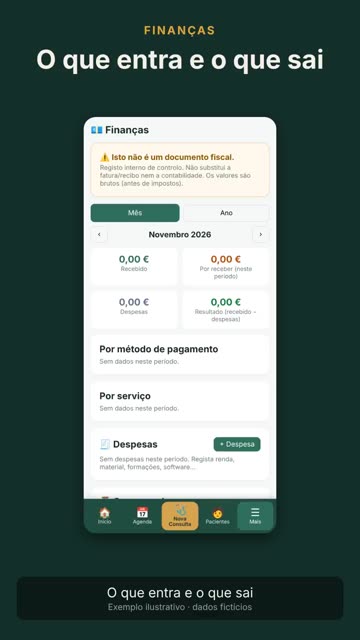 FINANÇAS
O que entra e o que sai
Finanças
Isto não é um documento fiscal.
Registo interno de controlo. Não substitui a
fatura/recibo nem a contabilidade. Os valores são
brutos (antes de impostos).
Mês
Ano
‹
Novembro 2026
›
0,00 €
Recebido
0,00 €
Por receber (neste
período)
0,00 €
Despesas
0,00 €
Resultado (recebido −
despesas)
Por método de pagamento
Sem dados neste período.
Por serviço
Sem dados neste período.
Despesas
+ Despesa
Sem despesas neste período. Regista renda,
material, formações, software...
Início
Agenda
Nova
Consulta
Pacientes
Mais
O que entra e o que sai
Exemplo ilustrativo · dados fictícios